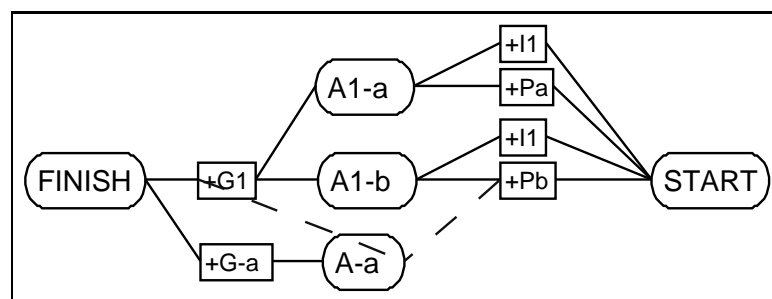 +I1
A1-a
+Pa
+I1
FINISH
+G1
A1-b
+Pb
START
+G-a
A-a